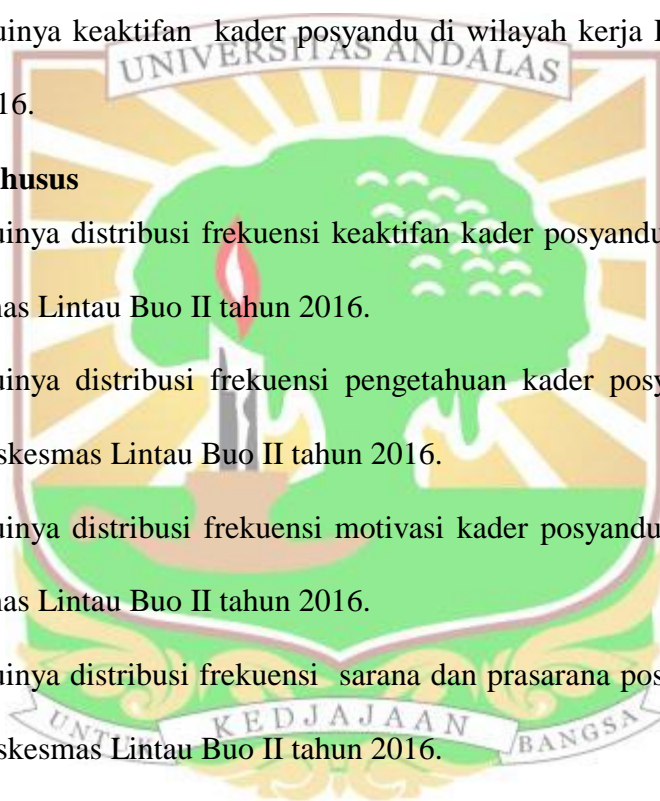 UNIVERSITAS ANDALAS
uinya keaktifan kader posyandu di wilayah kerja
16.
husus
uinya distribusi frekuensi keaktifan kader posyandu
nas Lintau Buo II tahun 2016.
uinya distribusi frekuensi pengetahuan kader posy
skesmas Lintau Buo II tahun 2016.
uinya distribusi frekuensi motivasi kader posyandu
nas Lintau Buo II tahun 2016.
uinya distribusi frekuensi sarana dan prasarana pos
skesmas Lintau Buo II tahun 2016.
UNTUK KEDJAJAAN BANGSA